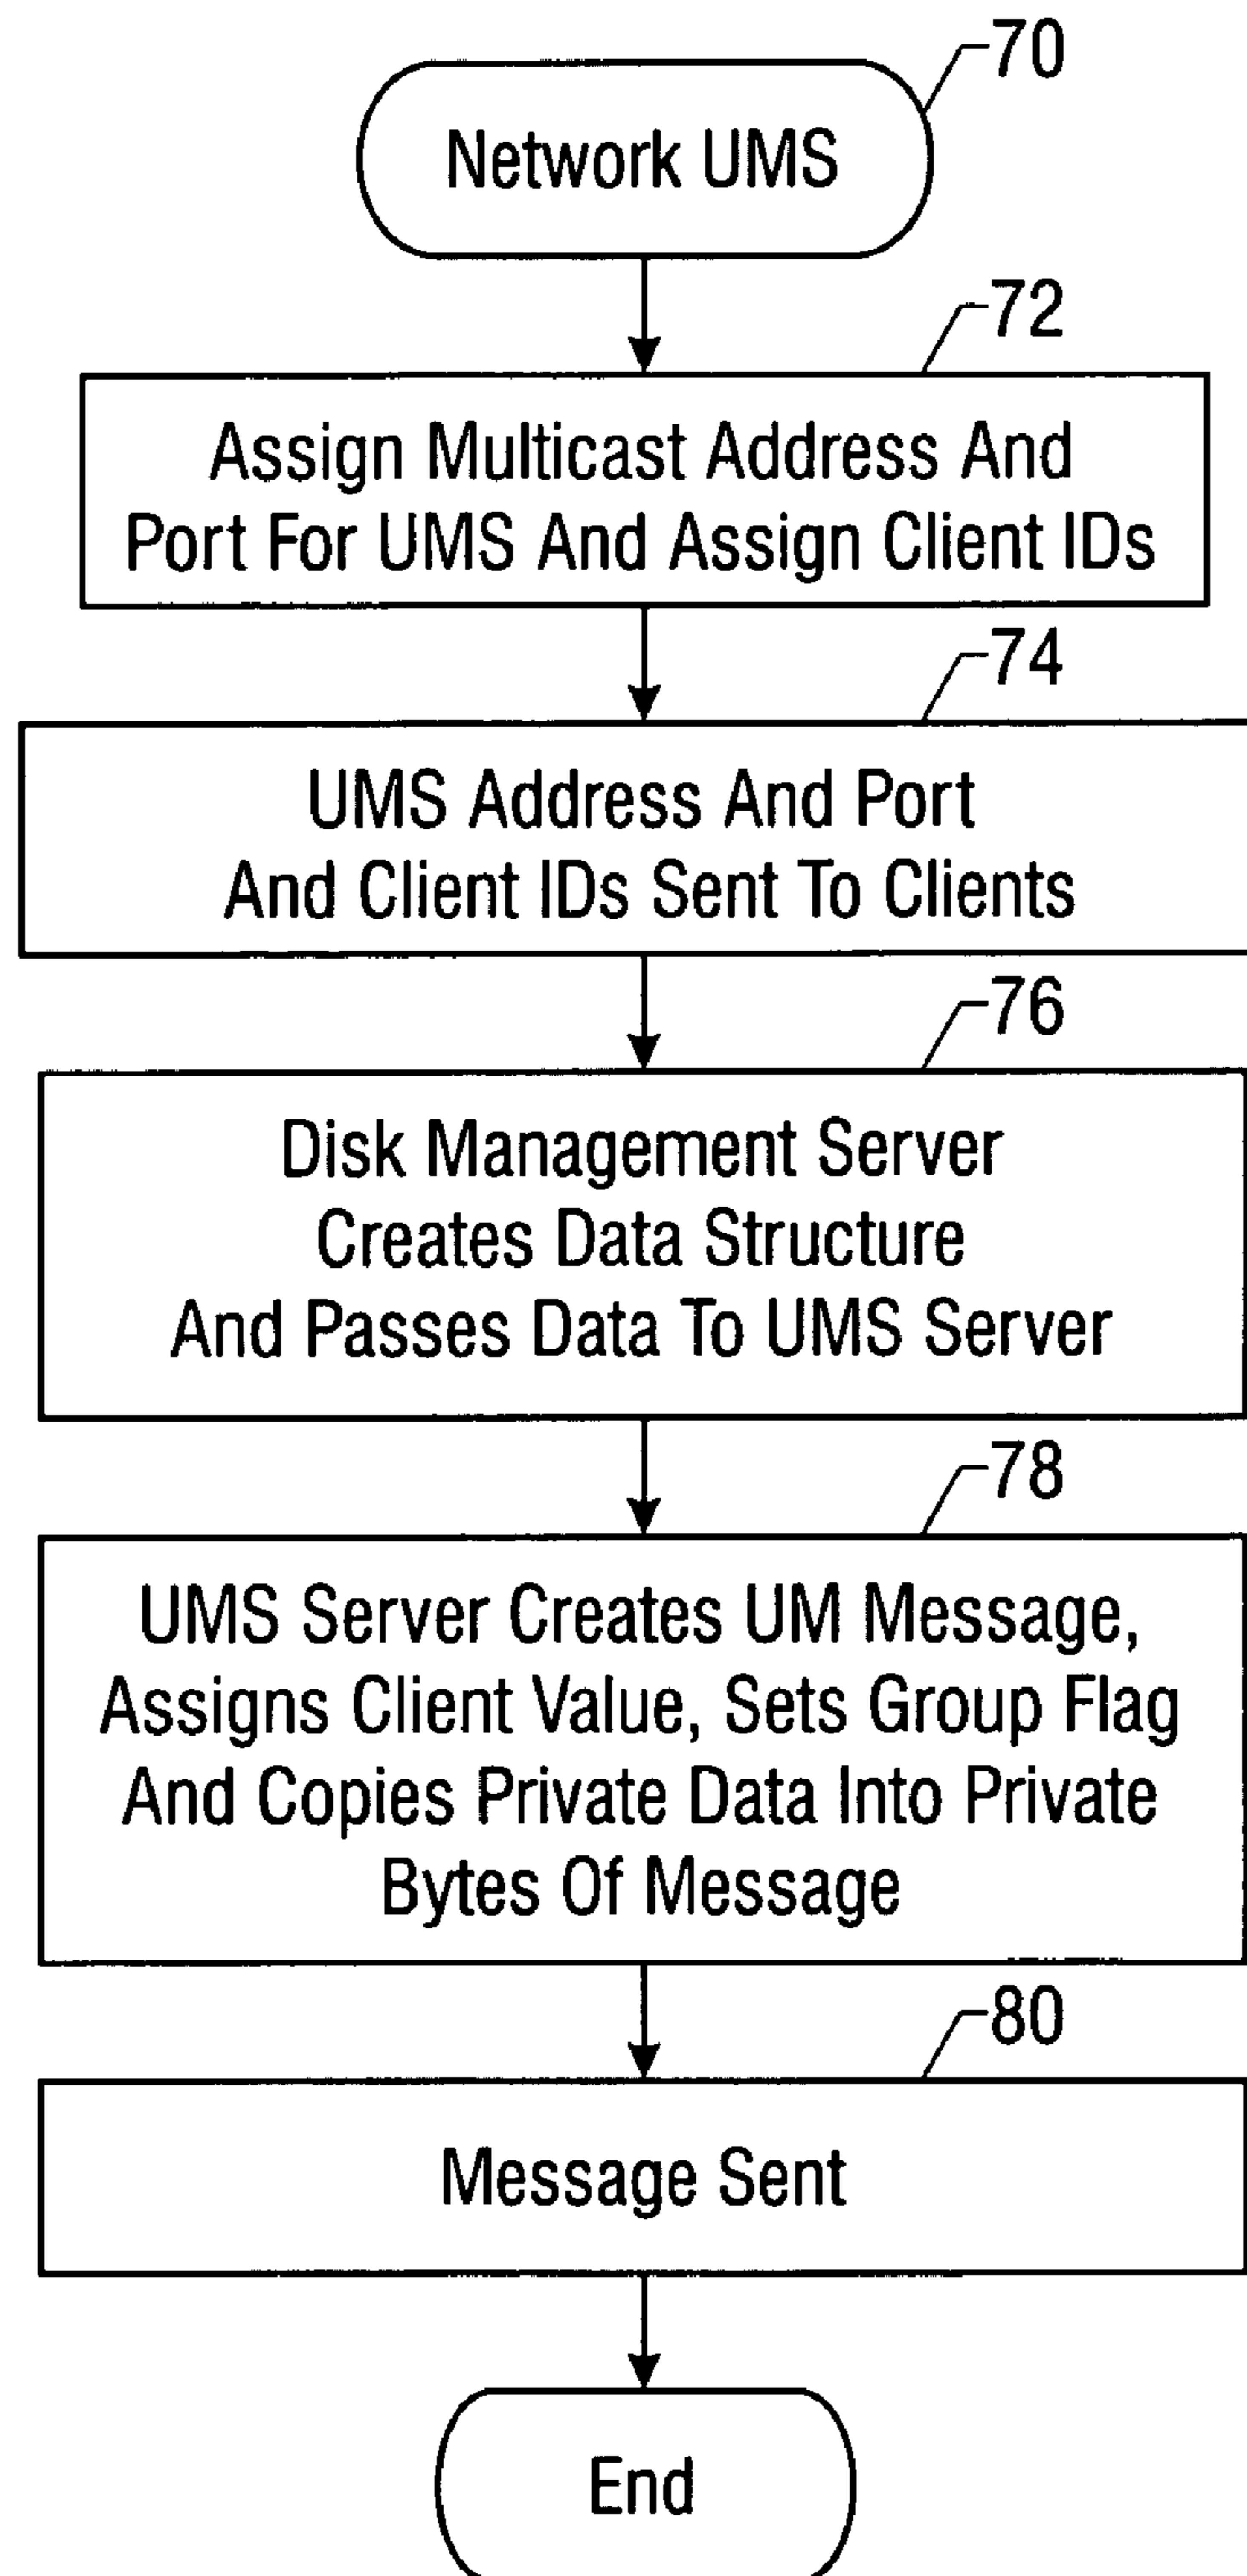 70
Network UMS
72
Assign Multicast Address And
Port For UMS And Assign Client IDs
74
UMS Address And Port
And Client IDs Sent To Clients
76
Disk Management Server
Creates Data Structure
And Passes Data To UMS Server
78
UMS Server Creates UM Message,
Assigns Client Value, Sets Group Flag
And Copies Private Data Into Private
Bytes Of Message
80
Message Sent
End